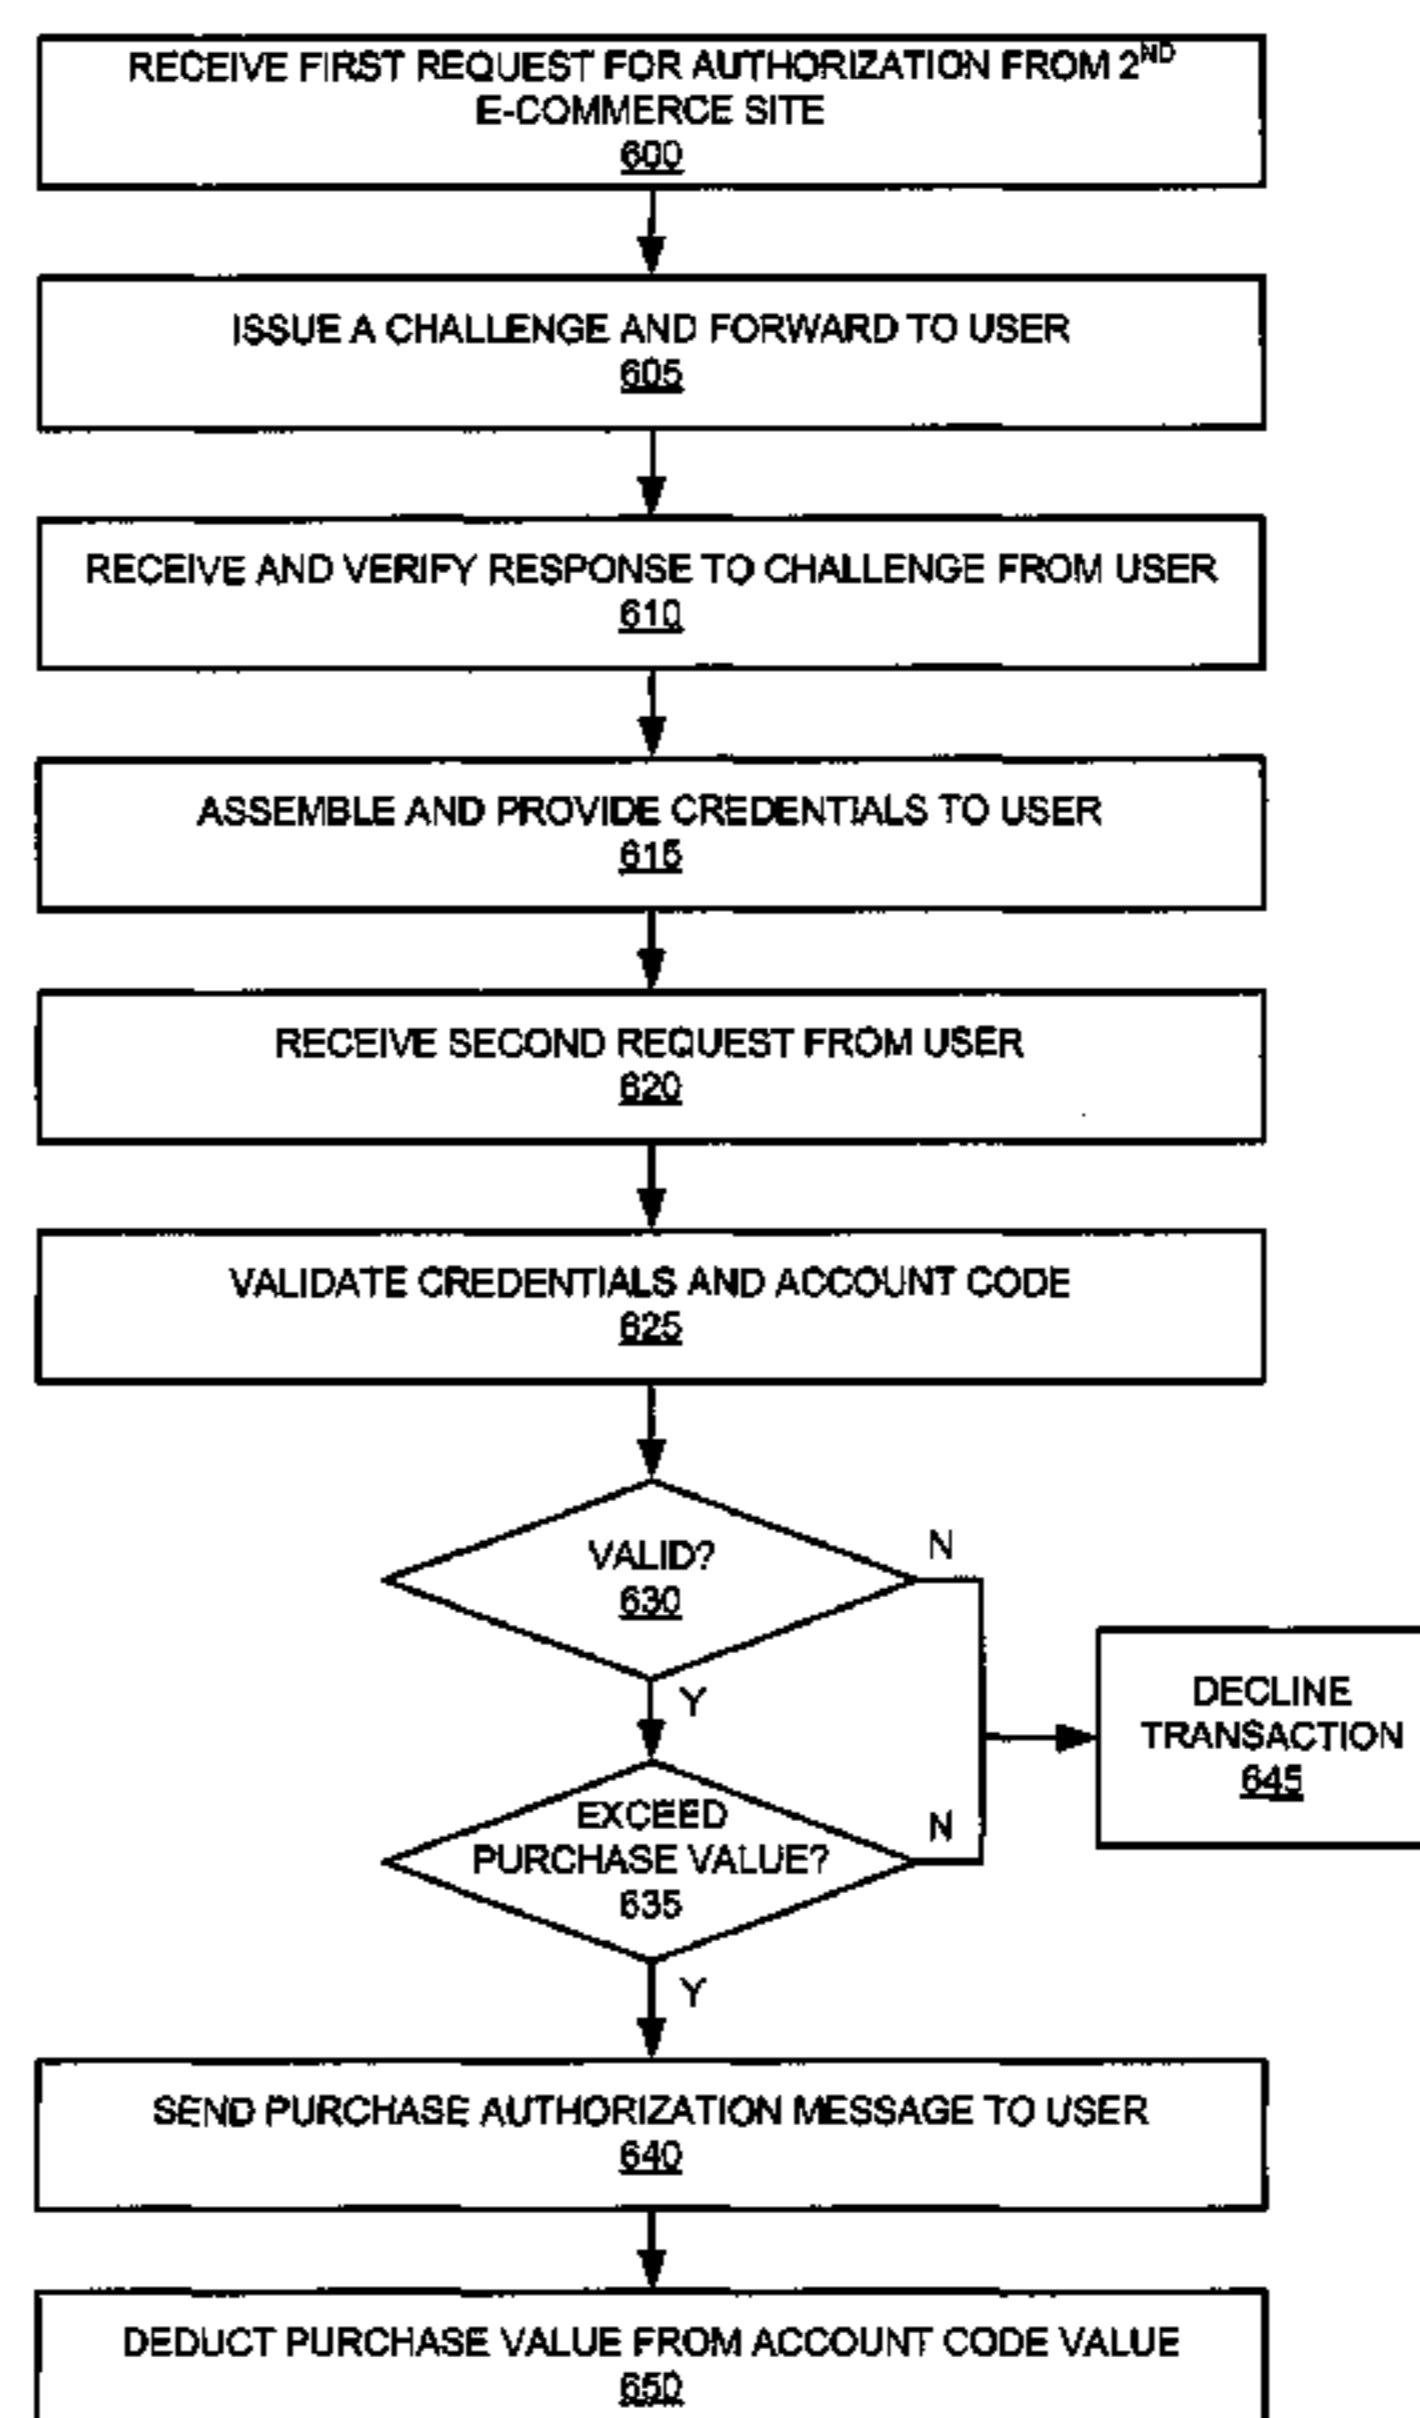 RECEIVE FIRST REQUEST FOR AUTHORIZATION FROM 2ND
E-COMMERCE SITE
600
ISSUE A CHALLENGE AND FORWARD TO USER
605
RECEIVE AND VERIFY RESPONSE TO CHALLENGE FROM USER
610
ASSEMBLE AND PROVIDE CREDENTIALS TO USER
615
RECEIVE SECOND REQUEST FROM USER
620
VALIDATE CREDENTIALS AND ACCOUNT CODE
625
VALID?
630
N
Y
DECLINE
TRANSACTION
645
EXCEED
PURCHASE VALUE?
635
N
Y
SEND PURCHASE AUTHORIZATION MESSAGE TO USER
640
DEDUCT PURCHASE VALUE FROM ACCOUNT CODE VALUE
650